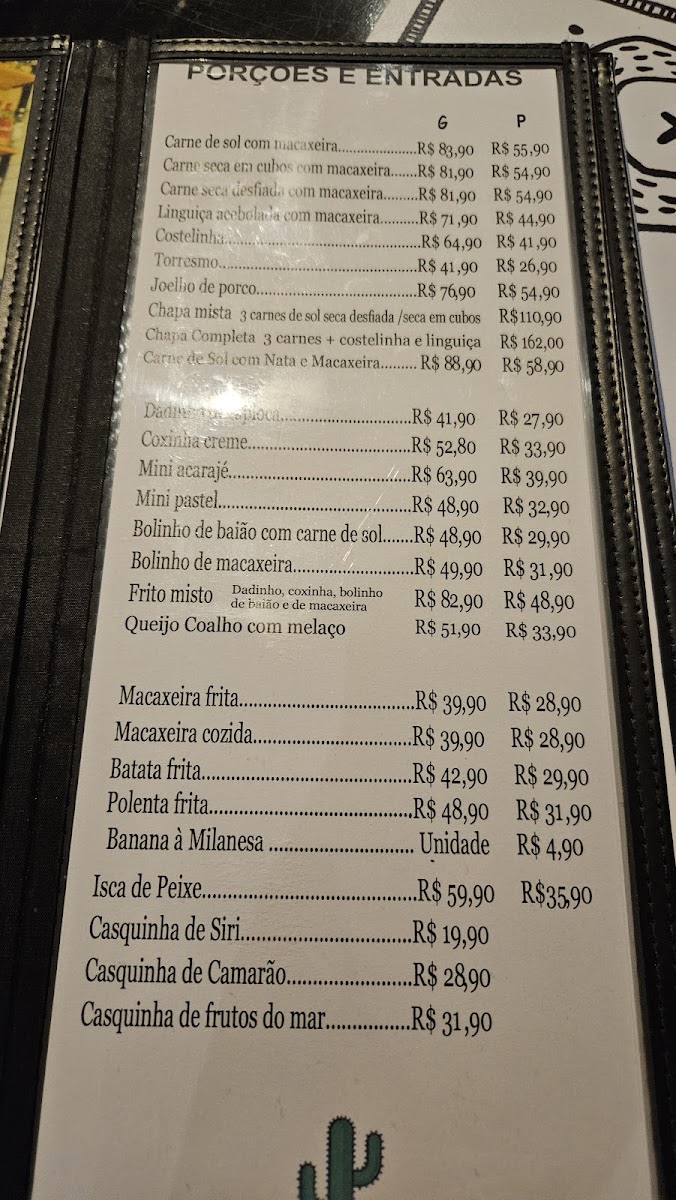 PORÇOES E ENTRADAS
G P
Carne de sol com macaxeira....................R$ 83,90 R$ 55,90
Carne seca em cubos com macaxeira.......R$ 81,90 R$ 54,90
Carne seca desfiada com macaxeira.........R$ 81,90 R$ 54,90
Linguiça acebolada com macaxeira.........R$ 71,90 R$ 44,90
Costelinha................................................R$ 64,90 R$ 41,90
Torresmo.................................................R$ 41,90 R$ 26,90
Joelho de porco.......................................R$ 76,90 R$ 54,90
Chapa mista 3 carnes de sol seca desfiada /seca em cubos R$110,90
Chapa Completa 3 carnes + costelinha e linguiça R$ 162,00
Carne de Sol com Nata e Macaxeira......... R$ 88,90 R$ 58,90
Dadinho de tapioca................................R$ 41,90 R$ 27,90
Coxinha creme.......................................R$ 52,80 R$ 33,90
Mini acarajé...........................................R$ 63,90 R$ 39,90
Mini pastel.............................................R$ 48,90 R$ 32,90
Bolinho de baião com carne de sol.......R$ 48,90 R$ 29,90
Bolinho de macaxeira............................R$ 49,90 R$ 31,90
Frito misto Dadinho, coxinha, bolinho
de baião e de macaxeira R$ 82,90 R$ 48,90
Queijo Coalho com melaço R$ 51,90 R$ 33,90
Macaxeira frita.....................................R$ 39,90 R$ 28,90
Macaxeira cozida..................................R$ 39,90 R$ 28,90
Batata frita............................................R$ 42,90 R$ 29,90
Polenta frita..........................................R$ 48,90 R$ 31,90
Banana à Milanesa .............................. Unidade R$ 4,90
Isca de Peixe.........................................R$ 59,90 R$35,90
Casquinha de Siri.................................R$ 19,90
Casquinha de Camarão.........................R$ 28,90
Casquinha de frutos do mar................R$ 31,90